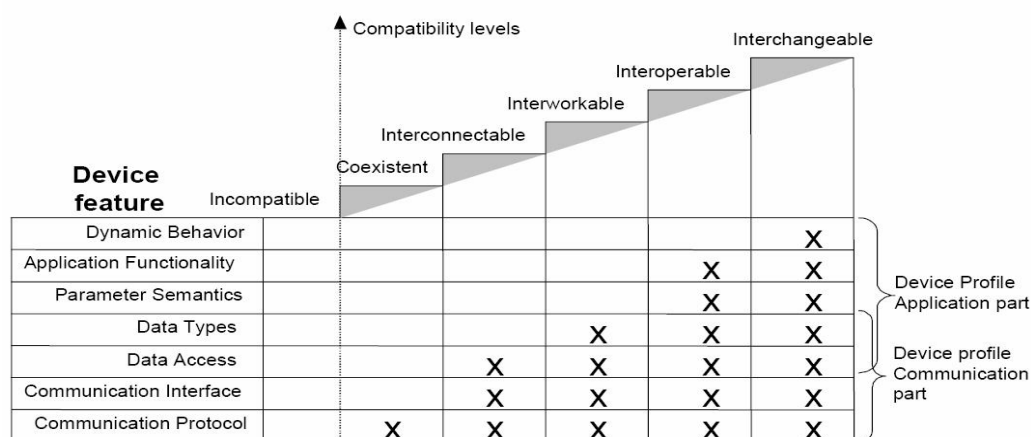 Compatibility levels
Interchangeable
Interoperable
Interworkable
Interconnectable
Coexistent
Device
feature
Incompatible
Dynamic Behavior
X
Application Functionality
X X
Parameter Semantics
X X
Device Profile
Application part
Data Types
X X X
Data Access
X X X X
Device profile
Communication
part
Communication Interface
X X X X
Communication Protocol
X X X X X